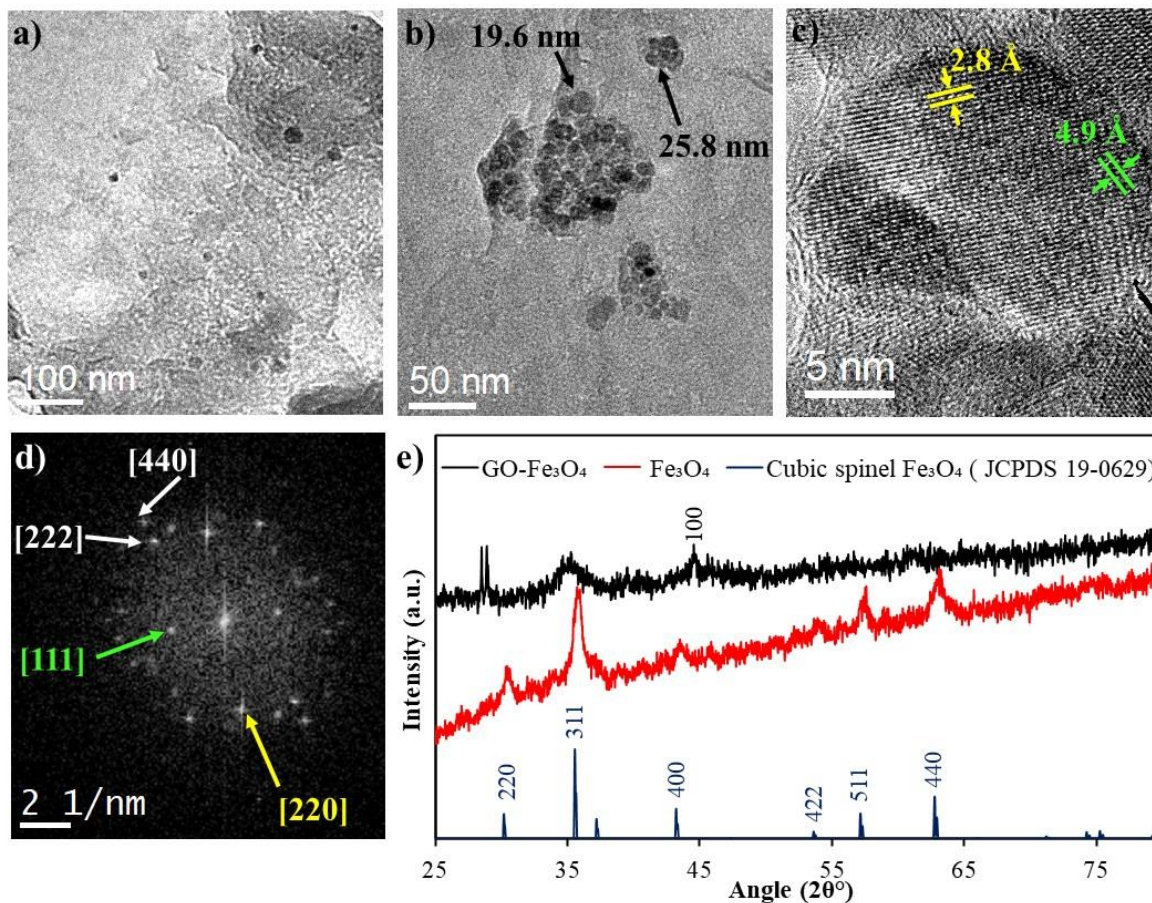 a)
100 nm
b)
19.6 nm
25.8 nm
50 nm
c)
2.8 Å
4.9 Å
5 nm
d)
[440]
[222]
[111]
[220]
2 1/nm
e)
GO-Fe₃O₄ Fe₃O₄ Cubic spinel Fe₃O₄ ( JCPDS 19-0629)
100
220
311
400
422
511
440
Intensity (a.u.)
25 35 45 55 65 75
Angle (2θ°)